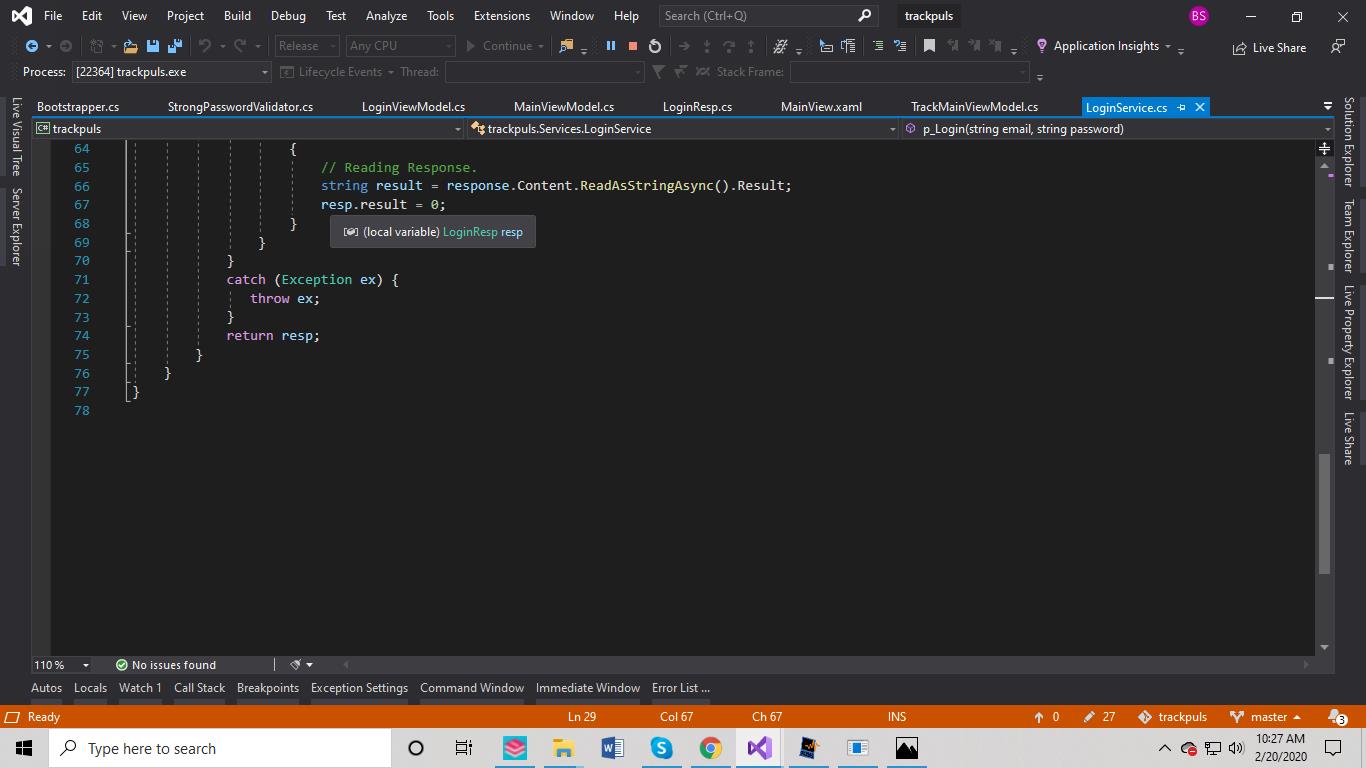 File Edit View Project Build Debug Test Analyze Tools Extensions Window Help Search (Ctrl+Q) trackpuls BS
Release Any CPU Continue Application Insights Live Share
Process: [22364] trackpuls.exe Lifecycle Events Thread: Stack Frame:
Live Visual Tree
Server Explorer
Bootstrapper.cs StrongPasswordValidator.cs LoginViewModel.cs MainViewModel.cs LoginResp.cs MainView.xaml TrackMainViewModel.cs LoginService.cs
C# trackpuls trackpuls.Services.LoginService p_Login(string email, string password)
64 {
65 // Reading Response.
66 string result = response.Content.ReadAsStringAsync().Result;
67 resp.result = 0;
68 }
(local variable) LoginResp resp
69 }
70 }
71 catch (Exception ex) {
72 throw ex;
73 }
74 return resp;
75 }
76 }
77 }
78
Solution Explorer
Team Explorer
Live Property Explorer
Live Share
110 % No issues found
Autos Locals Watch 1 Call Stack Breakpoints Exception Settings Command Window Immediate Window Error List ...
Ready Ln 29 Col 67 Ch 67 INS 0 27 trackpuls master 3
Type here to search W S 10:27 AM
2/20/2020